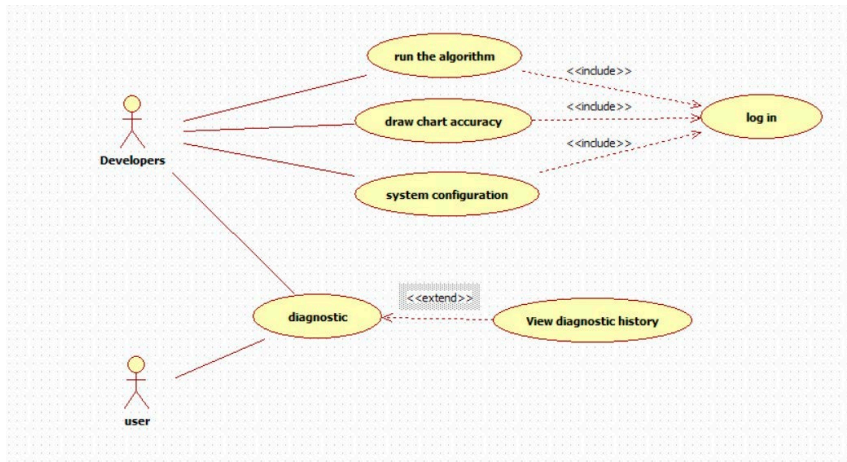 run the algorithm
<<include>>
<<include>>
draw chart accuracy
log in
Developers
<<include>>
system configuration
<<extend>>
diagnostic
View diagnostic history
user